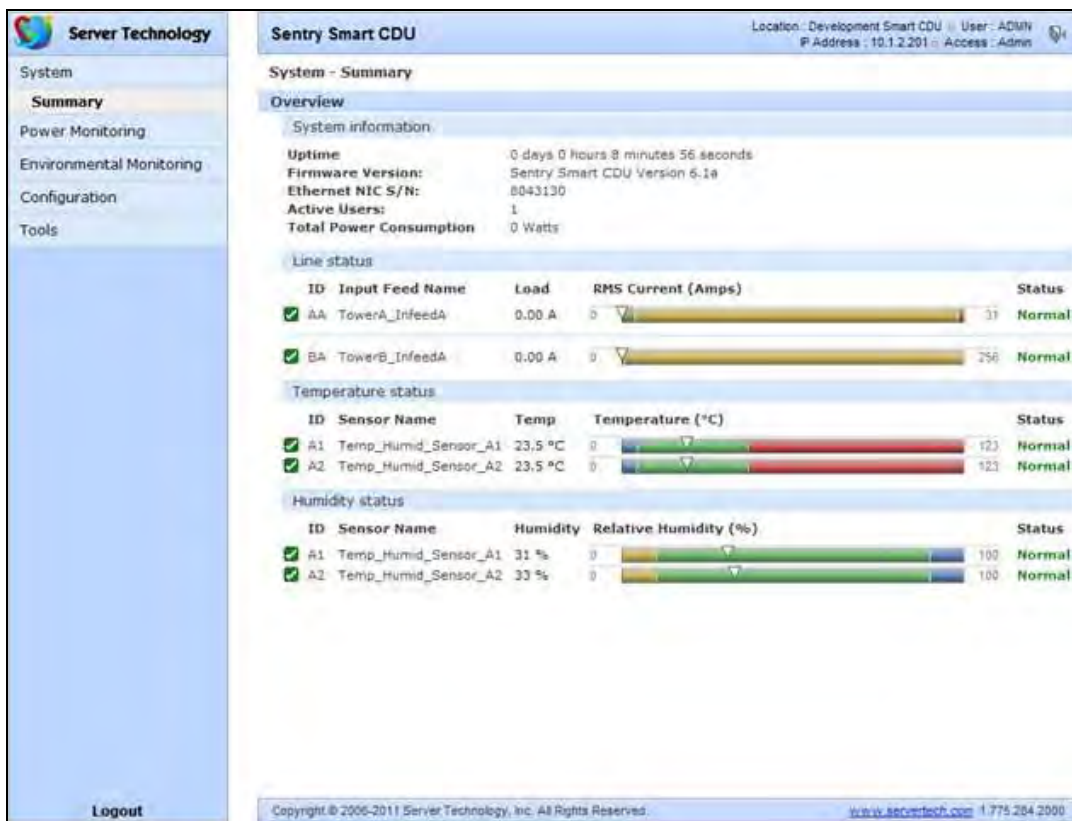 Server Technology
Sentry Smart CDU
Location : Development Smart CDU User : ADMN
IP Address : 10.1.2.201 Access : Admin
System
Summary
Power Monitoring
Environmental Monitoring
Configuration
Tools
Logout
System - Summary
Overview
System information
Uptime 0 days 0 hours 8 minutes 56 seconds
Firmware Version: Sentry Smart CDU Version 6.1a
Ethernet NIC S/N: 8043130
Active Users: 1
Total Power Consumption 0 Watts
Line status
ID Input Feed Name Load RMS Current (Amps) Status
AA TowerA_InfeedA 0.00 A 0 31 Normal
BA TowerB_InfeedA 0.00 A 0 256 Normal
Temperature status
ID Sensor Name Temp Temperature (°C) Status
A1 Temp_Humid_Sensor_A1 23.5 °C 0 123 Normal
A2 Temp_Humid_Sensor_A2 23.5 °C 0 123 Normal
Humidity status
ID Sensor Name Humidity Relative Humidity (%) Status
A1 Temp_Humid_Sensor_A1 31 % 0 100 Normal
A2 Temp_Humid_Sensor_A2 33 % 0 100 Normal
Copyright © 2006-2011 Server Technology, Inc. All Rights Reserved. www.servertech.com 1.775.284.2000